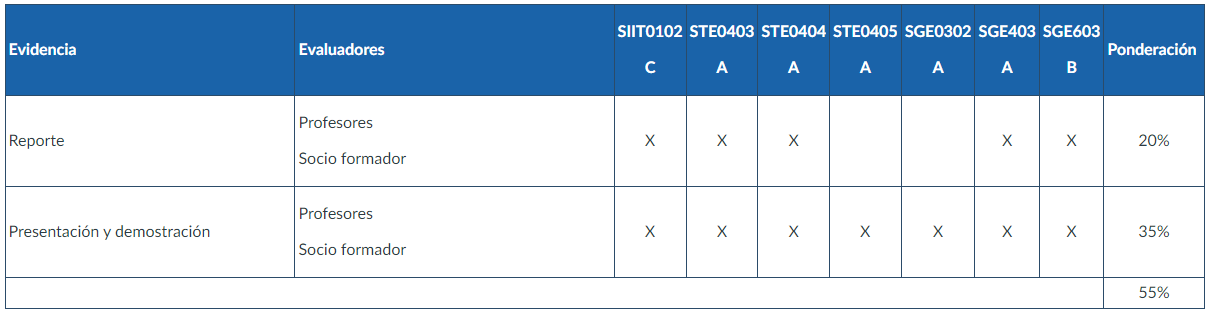 Evidencia Evaluadores SIIT0102 C STE0403 A STE0404 A STE0405 A SGE0302 A SGE403 A SGE603 B Ponderación
Reporte Profesores Socio formador X X X X X 20%
Presentación y demostración Profesores Socio formador X X X X X X X 35%
55%